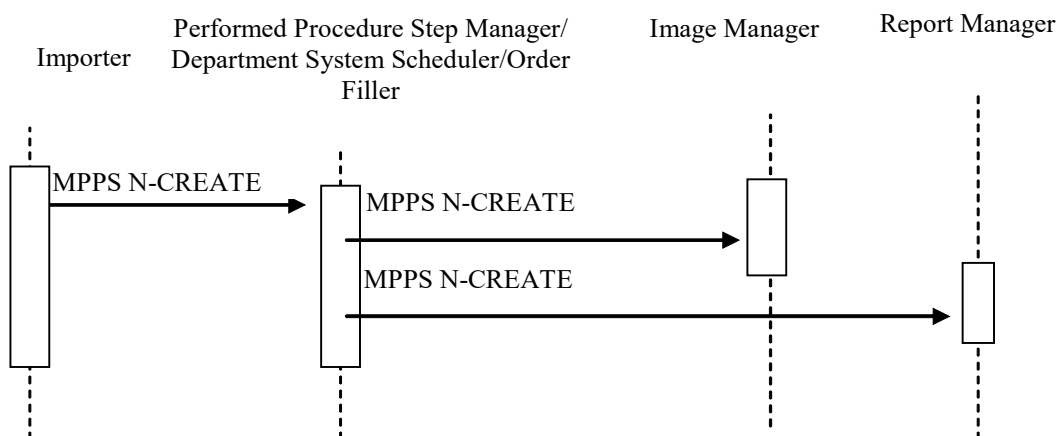 Importer
Performed Procedure Step Manager/
Department System Scheduler/Order
Filler
Image Manager
Report Manager
MPPS N-CREATE
MPPS N-CREATE
MPPS N-CREATE